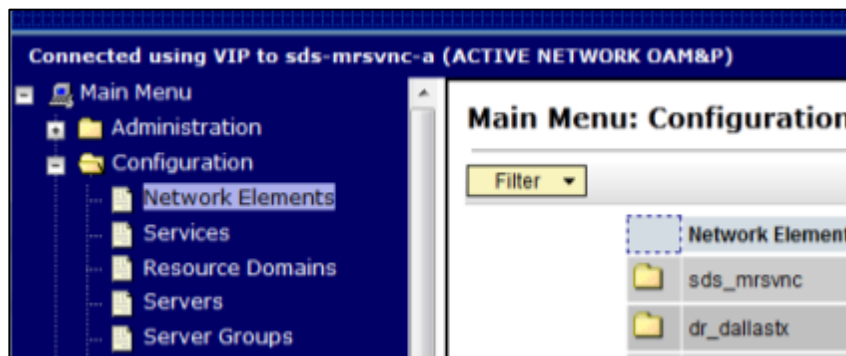 Connected using VIP to sds-mrsvnc-a (ACTIVE NETWORK OAM&P)
Main Menu
Administration
Configuration
Network Elements
Services
Resource Domains
Servers
Server Groups
Main Menu: Configuration
Filter
Network Element
sds_mrsvnc
dr_dallastx